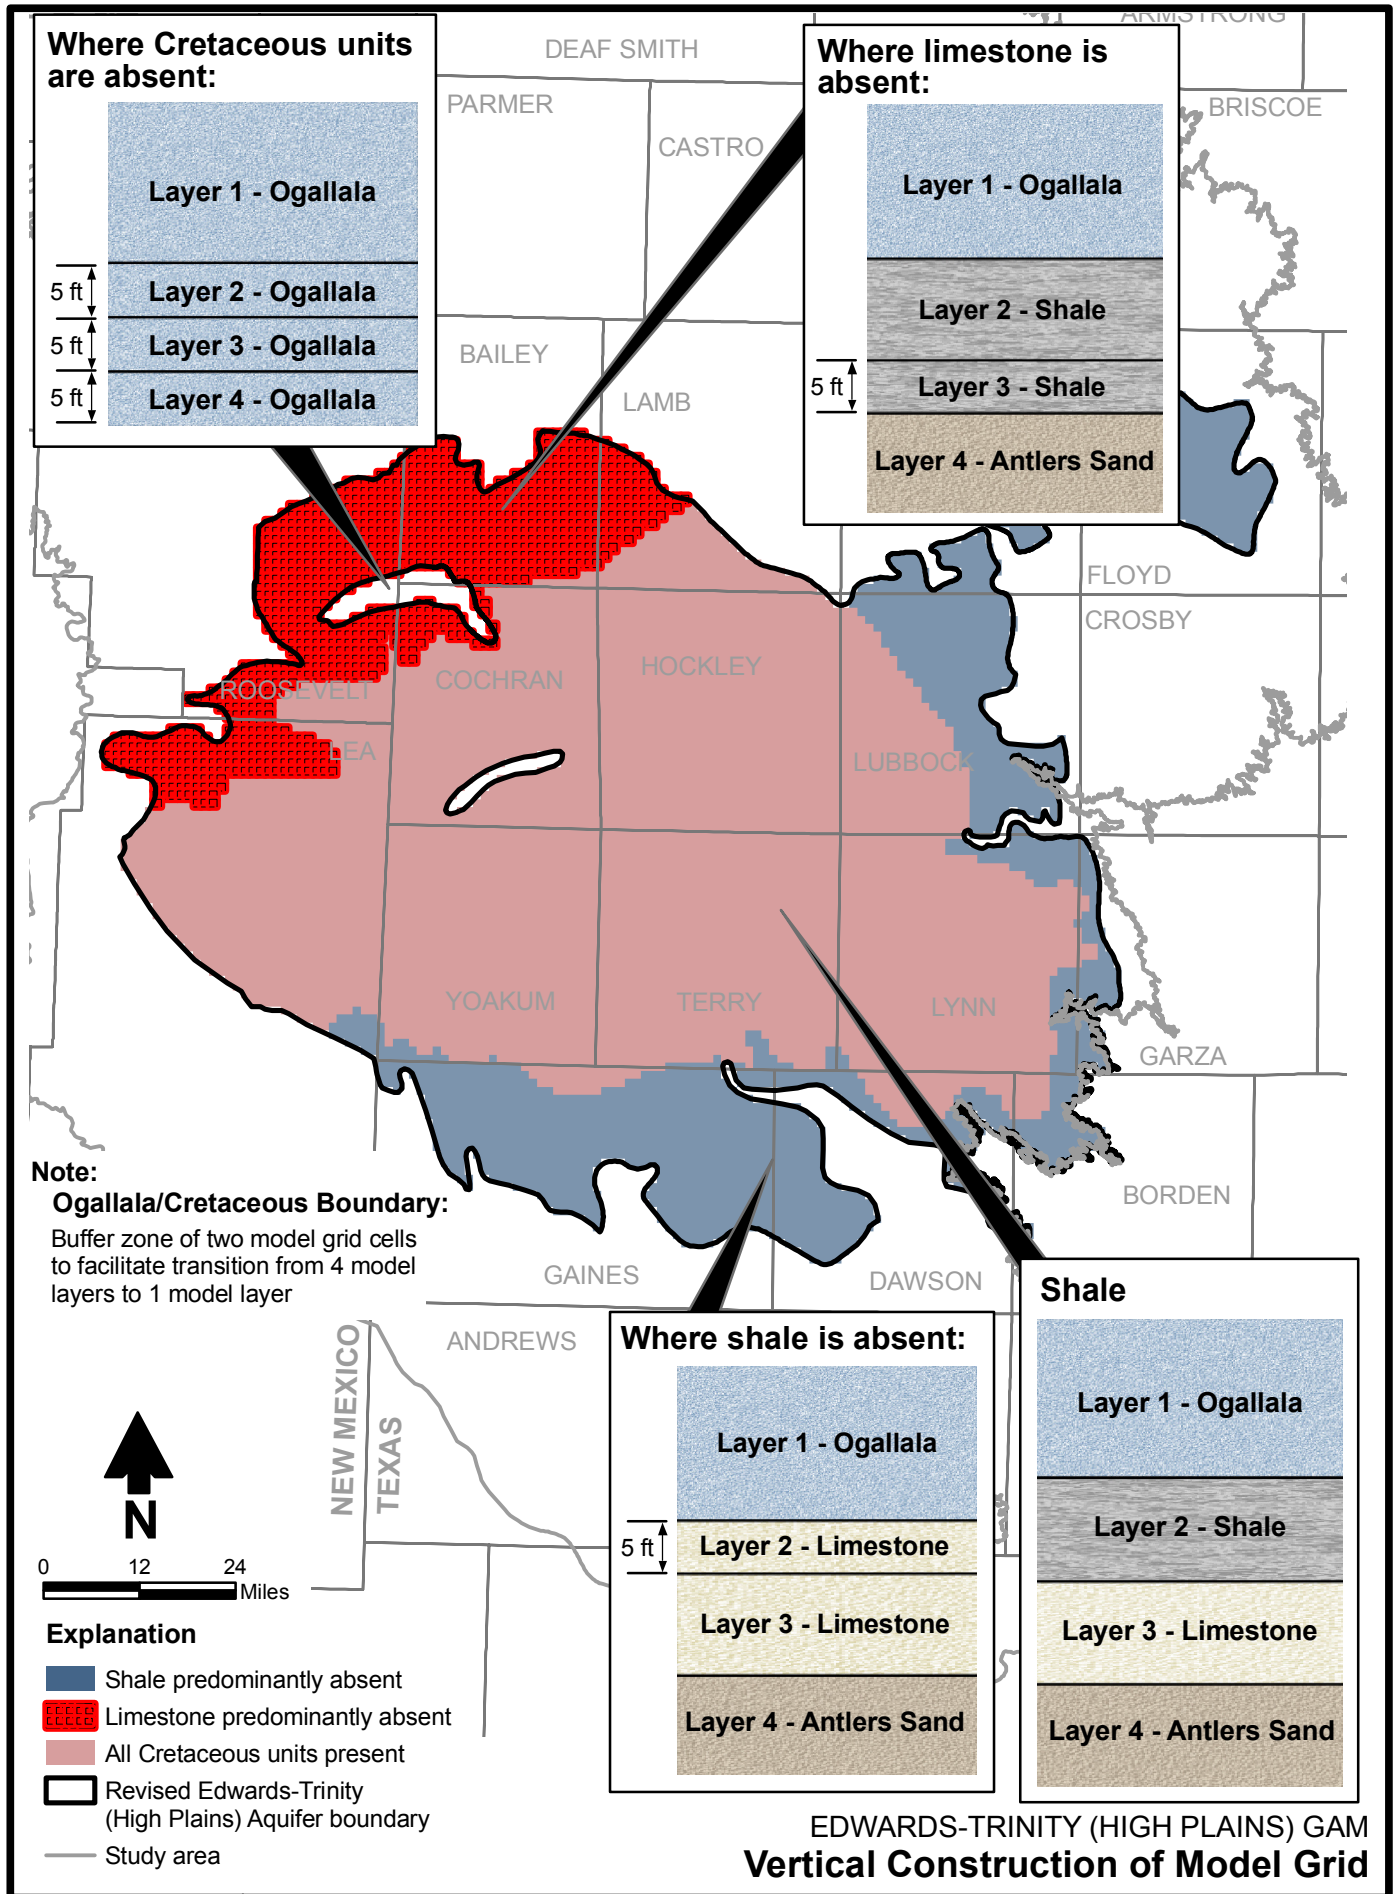 ARMSTRONG
Where Cretaceous units
are absent:
Layer 1 - Ogallala
5 ft
Layer 2 - Ogallala
5 ft
Layer 3 - Ogallala
5 ft
Layer 4 - Ogallala
DEAF SMITH
PARMER
CASTRO
Where limestone is
absent:
Layer 1 - Ogallala
Layer 2 - Shale
5 ft
Layer 3 - Shale
Layer 4 - Antlers Sand
BRISCOE
BAILEY
LAMB
FLOYD
CROSBY
ROOSEVELT
COCHRAN
HOCKLEY
LEA
LUBBOCK
YOAKUM
TERRY
LYNN
GARZA
BORDEN
GAINES
DAWSON
ANDREWS
NEW MEXICO
TEXAS
Note:
Ogallala/Cretaceous Boundary:
Buffer zone of two model grid cells
to facilitate transition from 4 model
layers to 1 model layer
Where shale is absent:
Layer 1 - Ogallala
5 ft
Layer 2 - Limestone
Layer 3 - Limestone
Layer 4 - Antlers Sand
Shale
Layer 1 - Ogallala
Layer 2 - Shale
Layer 3 - Limestone
Layer 4 - Antlers Sand
N
0 12 24
Miles
Explanation
Shale predominantly absent
Limestone predominantly absent
All Cretaceous units present
Revised Edwards-Trinity
(High Plains) Aquifer boundary
Study area
EDWARDS-TRINITY (HIGH PLAINS) GAM
Vertical Construction of Model Grid